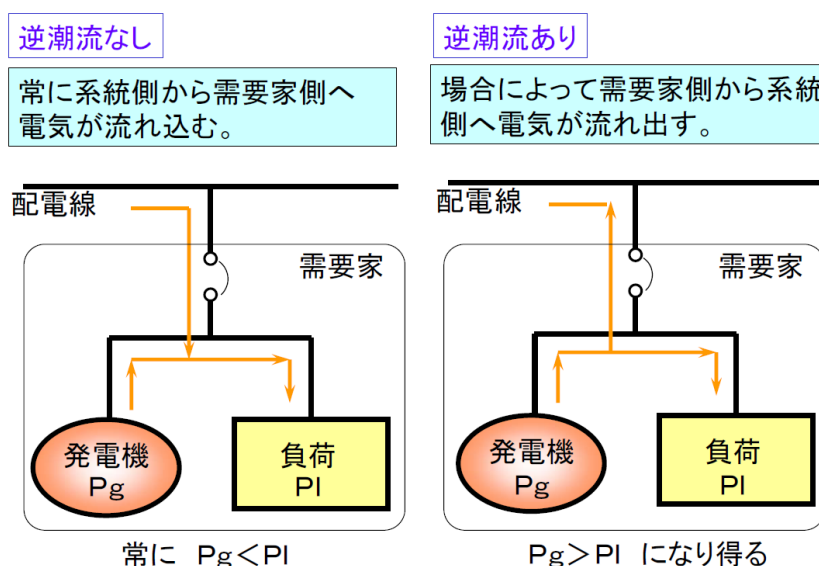 逆潮流なし
常に系統側から需要家側へ
電気が流れ込む。
配電線
需要家
発電機
Pg
負荷
Pl
常に Pg<Pl
逆潮流あり
場合によって需要家側から系統
側へ電気が流れ出す。
配電線
需要家
発電機
Pg
負荷
Pl
Pg>Pl になり得る